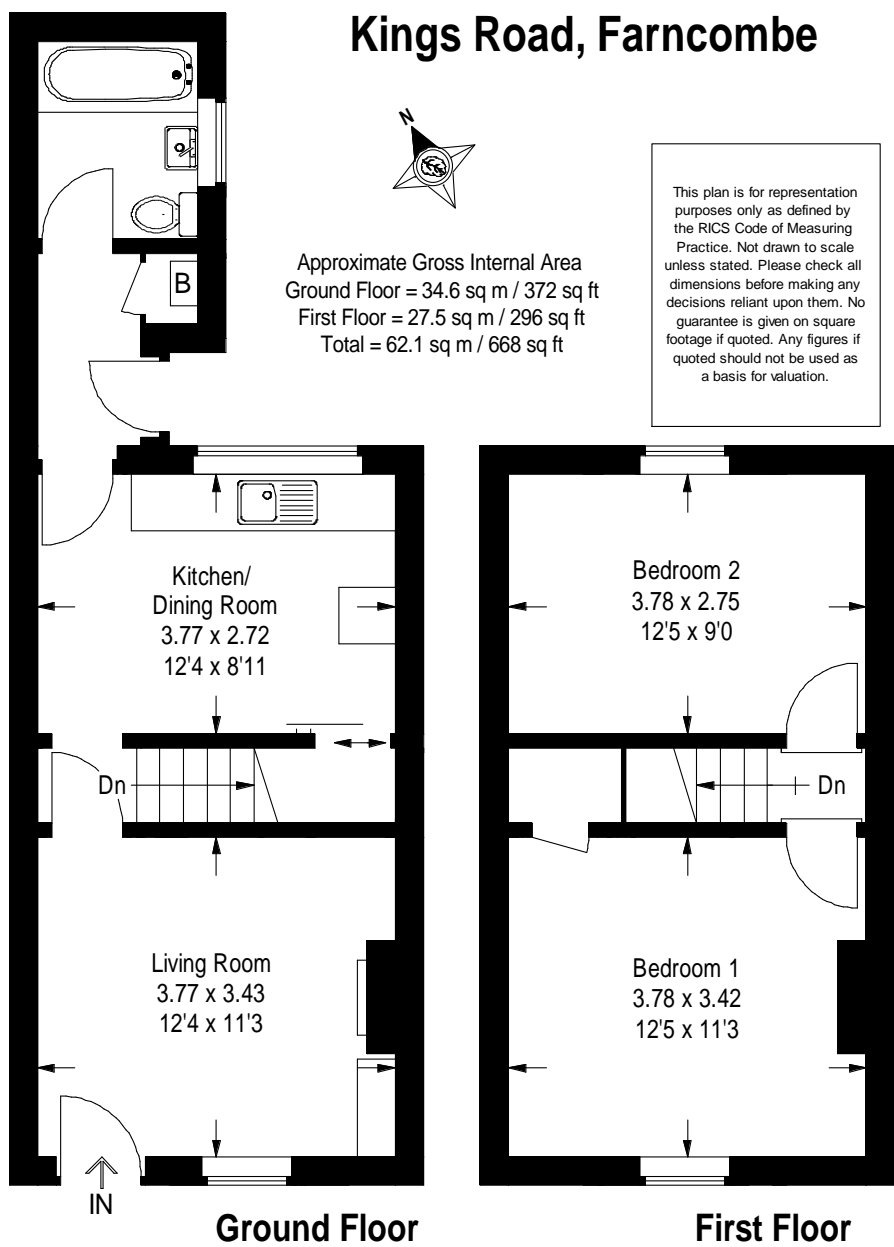 Kings Road, Farncombe
N
Approximate Gross Internal Area
Ground Floor = 34.6 sq m / 372 sq ft
First Floor = 27.5 sq m / 296 sq ft
Total = 62.1 sq m / 668 sq ft
This plan is for representation
purposes only as defined by
the RICS Code of Measuring
Practice. Not drawn to scale
unless stated. Please check all
dimensions before making any
decisions reliant upon them. No
guarantee is given on square
footage if quoted. Any figures if
quoted should not be used as
a basis for valuation.
B
Kitchen/
Dining Room
3.77 x 2.72
12'4 x 8'11
Dn
Living Room
3.77 x 3.43
12'4 x 11'3
IN
Ground Floor
Bedroom 2
3.78 x 2.75
12'5 x 9'0
Dn
Bedroom 1
3.78 x 3.42
12'5 x 11'3
First Floor